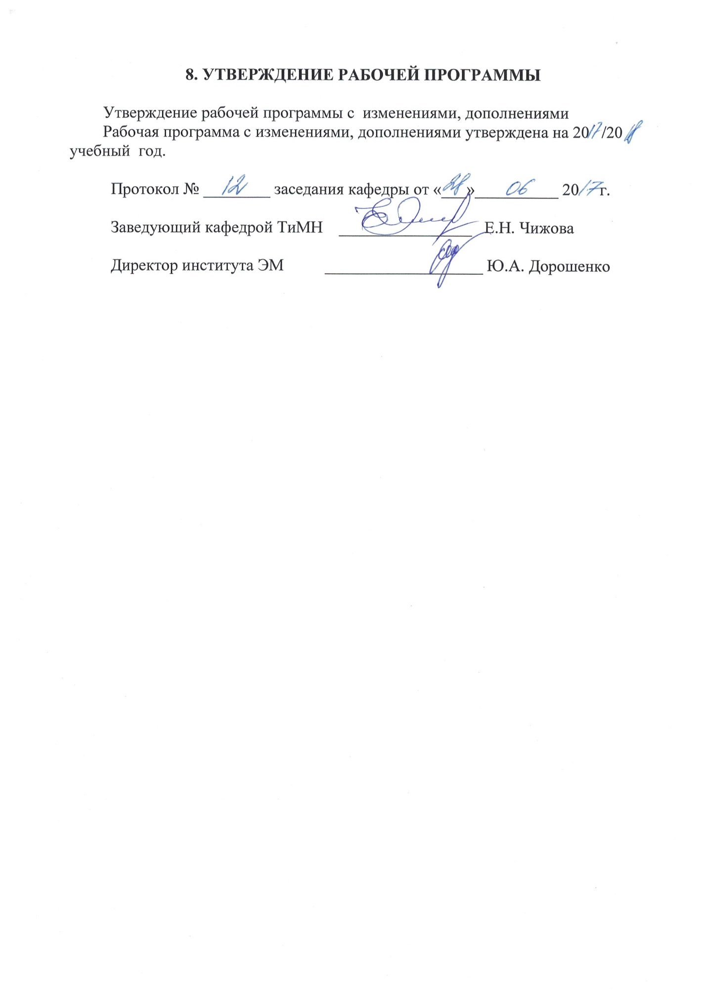 8. УТВЕРЖДЕНИЕ РАБОЧЕЙ ПРОГРАММЫ
Утверждение рабочей программы с изменениями, дополнениями
Рабочая программа с изменениями, дополнениями утверждена на 2017/2018
учебный год.
Протокол № 12 заседания кафедры от «28» 06 2017г.
Заведующий кафедрой ТиМН Е.Н. Чижова
Директор института ЭМ Ю.А. Дорошенко